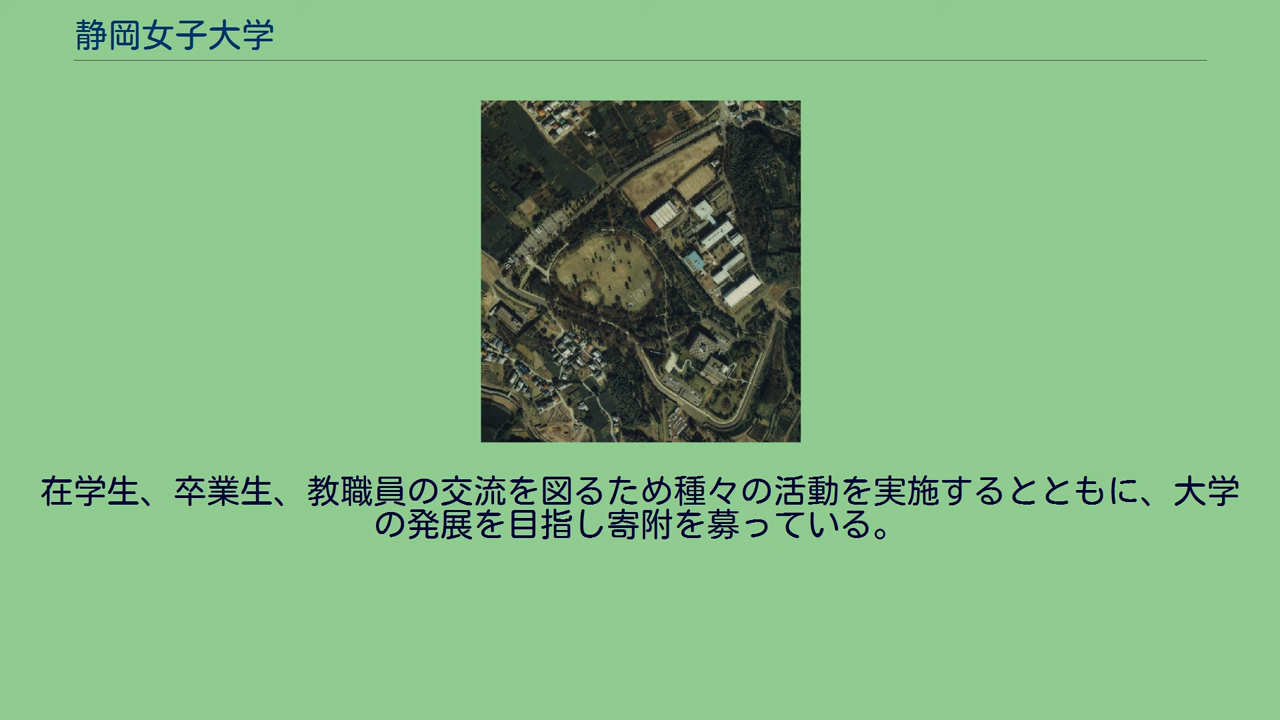 静岡女子大学
在学生、卒業生、教職員の交流を図るため種々の活動を実施するとともに、大学
の発展を目指し寄附を募っている。